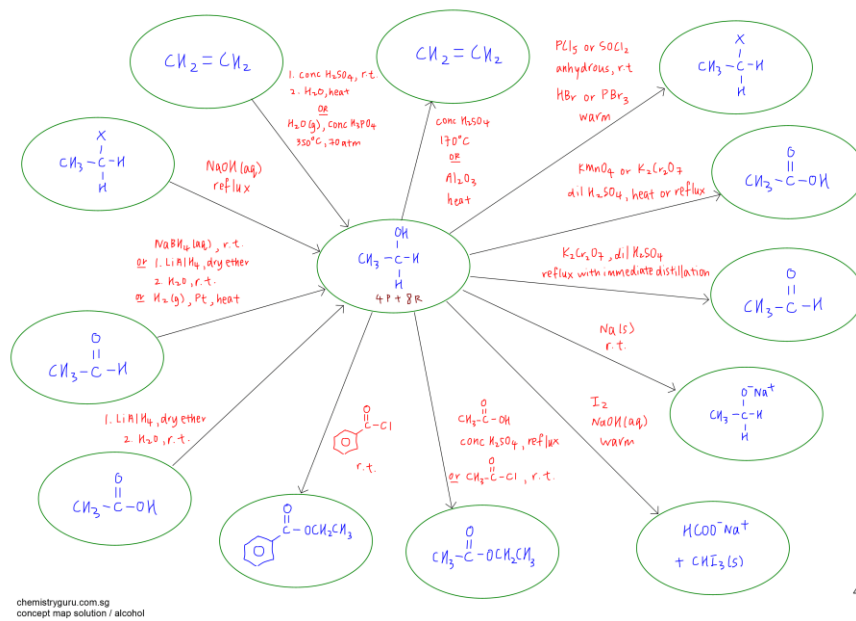 CH₂=CH₂
1. conc H₂SO₄, r.t.
2. H₂O, heat
OR
H₂O(g), conc H₃PO₄
350°C, 70atm
CH₂=CH₂
conc H₂SO₄
170°C
OR
Al₂O₃
heat
PCl₅ or SOCl₂
anhydrous, r.t
HBr or PBr₃
warm
X
CH₃-C-H
H
X
CH₃-C-H
H
NaOH(aq)
reflux
KMnO₄ or K₂Cr₂O₇
dil H₂SO₄, heat or reflux
O
CH₃-C-OH
NaBH₄(aq), r.t.
or 1. LiAlH₄, dry ether
2 H₂O, r.t.
or H₂(g), Pt, heat
OH
CH₃-C-H
H
4P+8R
K₂Cr₂O₇, dil H₂SO₄
reflux with immediate distillation
O
CH₃-C-H
O
CH₃-C-H
Na(s)
r.t.
O⁻Na⁺
CH₃-C-H
H
1. LiAlH₄, dry ether
2 H₂O, r.t.
O
CH₃-C-OH
O
C-Cl
r.t.
O
C-OCH₂CH₃
O
CH₃-C-OH
conc H₂SO₄, reflux
O
or CH₃-C-Cl, r.t.
O
CH₃-C-OCH₂CH₃
I₂
NaOH(aq)
warm
HCOO⁻Na⁺
+ CHI₃(s)
chemistryguru.com.sg
concept map solution / alcohol
4